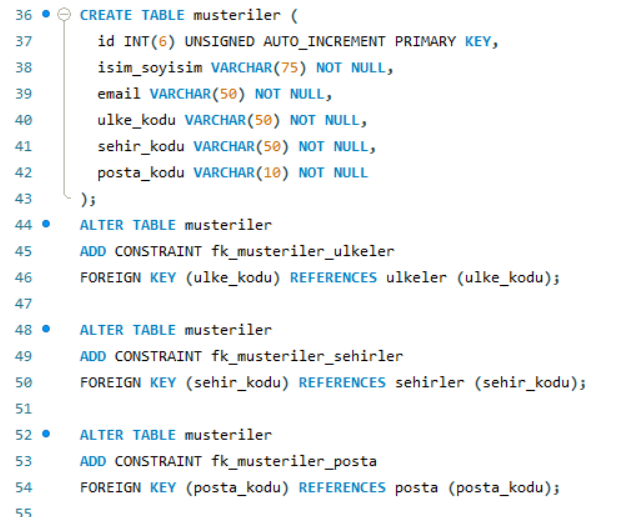 36 CREATE TABLE musteriler (
37 id INT(6) UNSIGNED AUTO_INCREMENT PRIMARY KEY,
38 isim_soyisim VARCHAR(75) NOT NULL,
39 email VARCHAR(50) NOT NULL,
40 ulke_kodu VARCHAR(50) NOT NULL,
41 sehir_kodu VARCHAR(50) NOT NULL,
42 posta_kodu VARCHAR(10) NOT NULL
43 );
44 ALTER TABLE musteriler
45 ADD CONSTRAINT fk_musteriler_ulkeler
46 FOREIGN KEY (ulke_kodu) REFERENCES ulkeler (ulke_kodu);
47
48 ALTER TABLE musteriler
49 ADD CONSTRAINT fk_musteriler_sehirler
50 FOREIGN KEY (sehir_kodu) REFERENCES sehirler (sehir_kodu);
51
52 ALTER TABLE musteriler
53 ADD CONSTRAINT fk_musteriler_posta
54 FOREIGN KEY (posta_kodu) REFERENCES posta (posta_kodu);
55